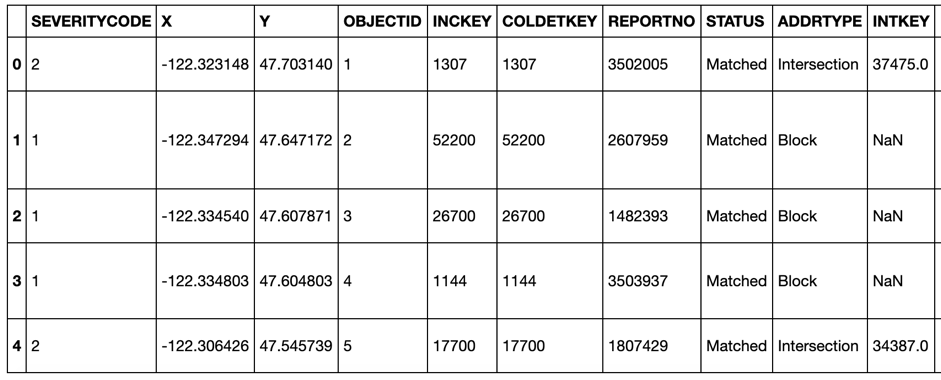 SEVERITYCODE X Y OBJECTID INCKEY COLDETKEY REPORTNO STATUS ADDRTYPE INTKEY
0 2 -122.323148 47.703140 1 1307 1307 3502005 Matched Intersection 37475.0
1 1 -122.347294 47.647172 2 52200 52200 2607959 Matched Block NaN
2 1 -122.334540 47.607871 3 26700 26700 1482393 Matched Block NaN
3 1 -122.334803 47.604803 4 1144 1144 3503937 Matched Block NaN
4 2 -122.306426 47.545739 5 17700 17700 1807429 Matched Intersection 34387.0